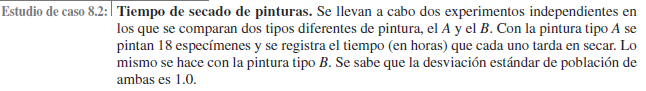 Estudio de caso 8.2: Tiempo de secado de pinturas. Se llevan a cabo dos experimentos independientes en
los que se comparan dos tipos diferentes de pintura, el A y el B. Con la pintura tipo A se
pintan 18 especímenes y se registra el tiempo (en horas) que cada uno tarda en secar. Lo
mismo se hace con la pintura tipo B. Se sabe que la desviación estándar de población de
ambas es 1.0.